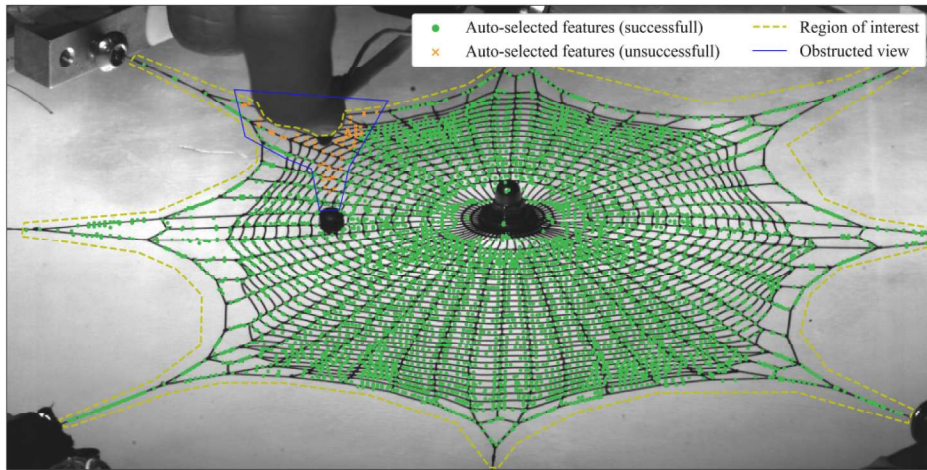 Auto-selected features (successfull)
Auto-selected features (unsuccessfull)
Region of interest
Obstructed view